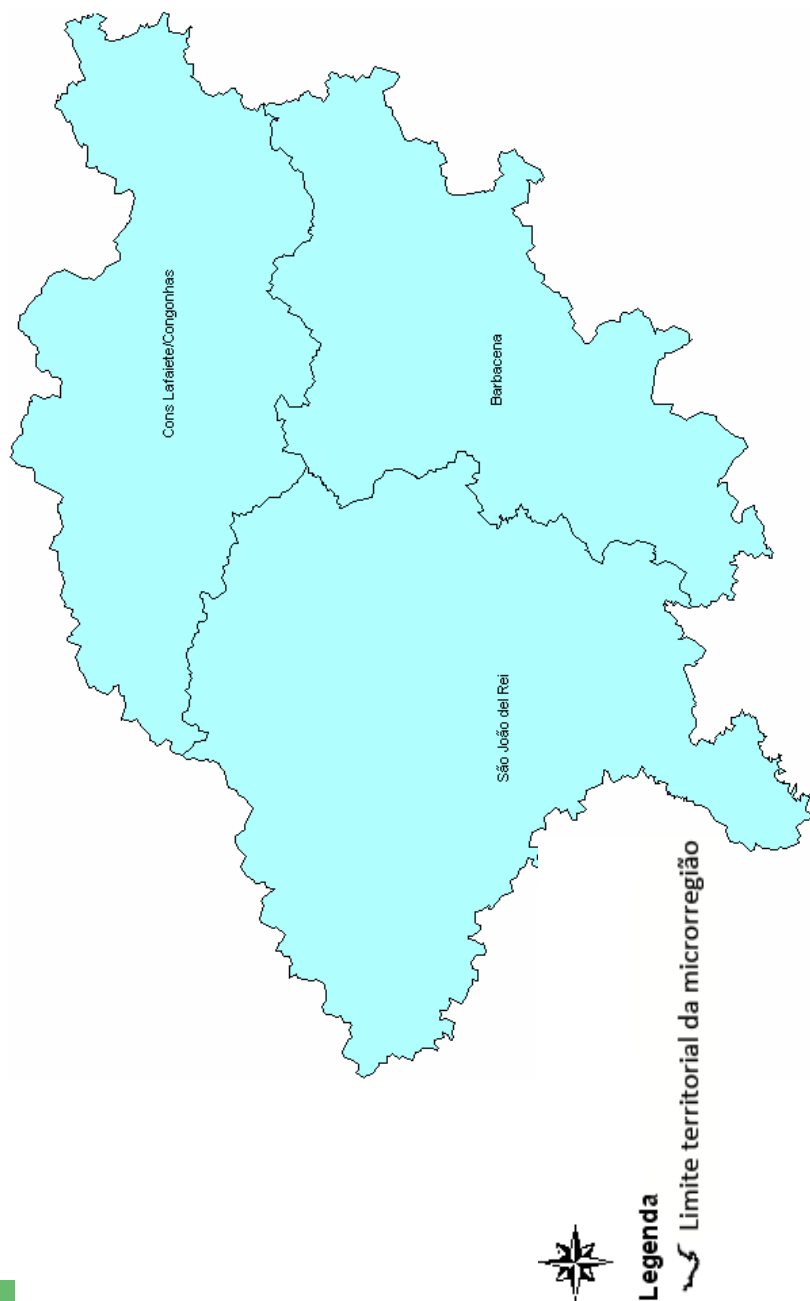 Cons Lafaiete/Congonhas
Barbacena
São João del Rei
Legenda
Limite territorial da microrregião